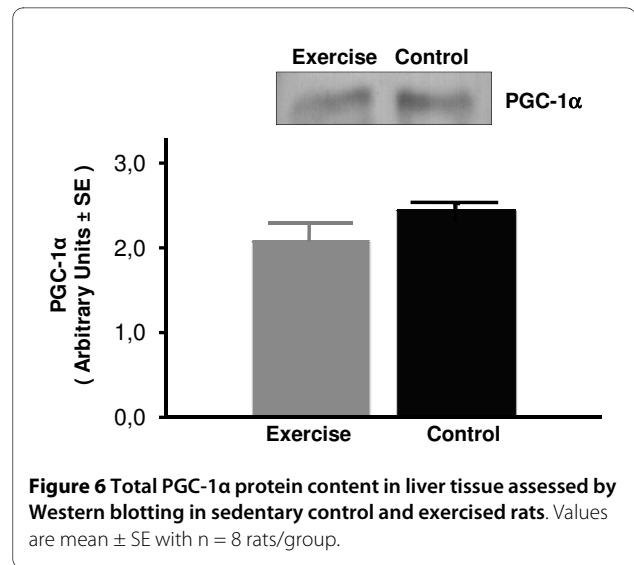 Exercise Control
PGC-1α
3,0
2,0
1,0
0,0
PGC-1α
( Arbitrary Units ± SE )
Exercise Control
Figure 6 Total PGC-1α protein content in liver tissue assessed by
Western blotting in sedentary control and exercised rats. Values
are mean ± SE with n = 8 rats/group.